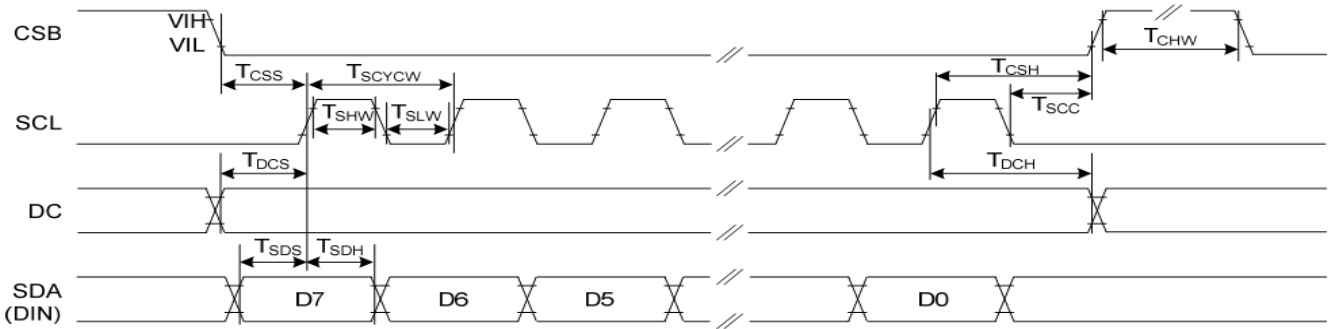 CSB
VIH
VIL
TCSS
TSCYCW
TCSH
TCHW
TSCC
SCL
TSHW
TSLW
TDCS
TDCH
DC
TSDS
TSDH
SDA
(DIN)
D7
D6
D5
D0